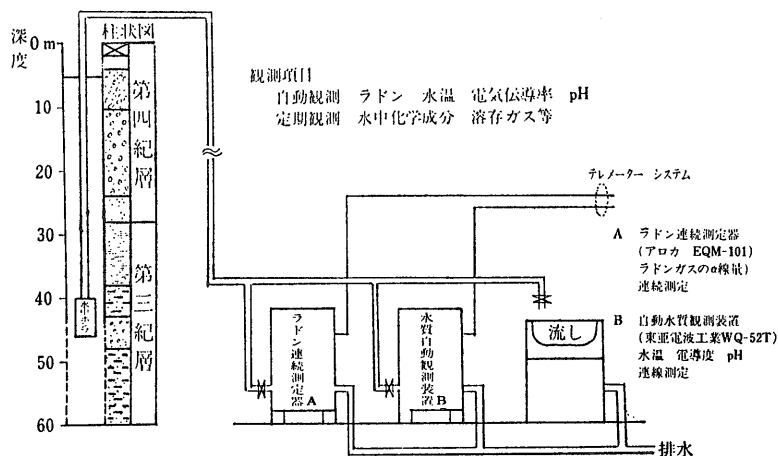 柱状図
深度
0m
10
20
30
40
50
60
第四紀層
第三紀層
水中ポンプ
観測項目
自動観測 ラドン 水温 電気伝導率 pH
定期観測 水中化学成分 溶存ガス等
テレメーター システム
A ラドン連続測定器
(アロカ EQM-101)
ラドンガスのα線量)
連続測定
B 自動水質観測装置
(東亜電波工業WQ-52T)
水温 電導度 pH
連線測定
ラドン連続測定器 A
水質自動観測装置 B
流し
排水